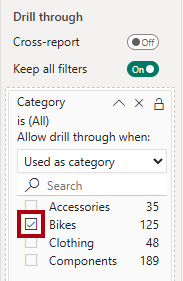 Drill through
Cross-report Off
Keep all filters On
Category
is (All)
Allow drill through when:
Used as category
Search
Accessories 35
Bikes 125
Clothing 48
Components 189